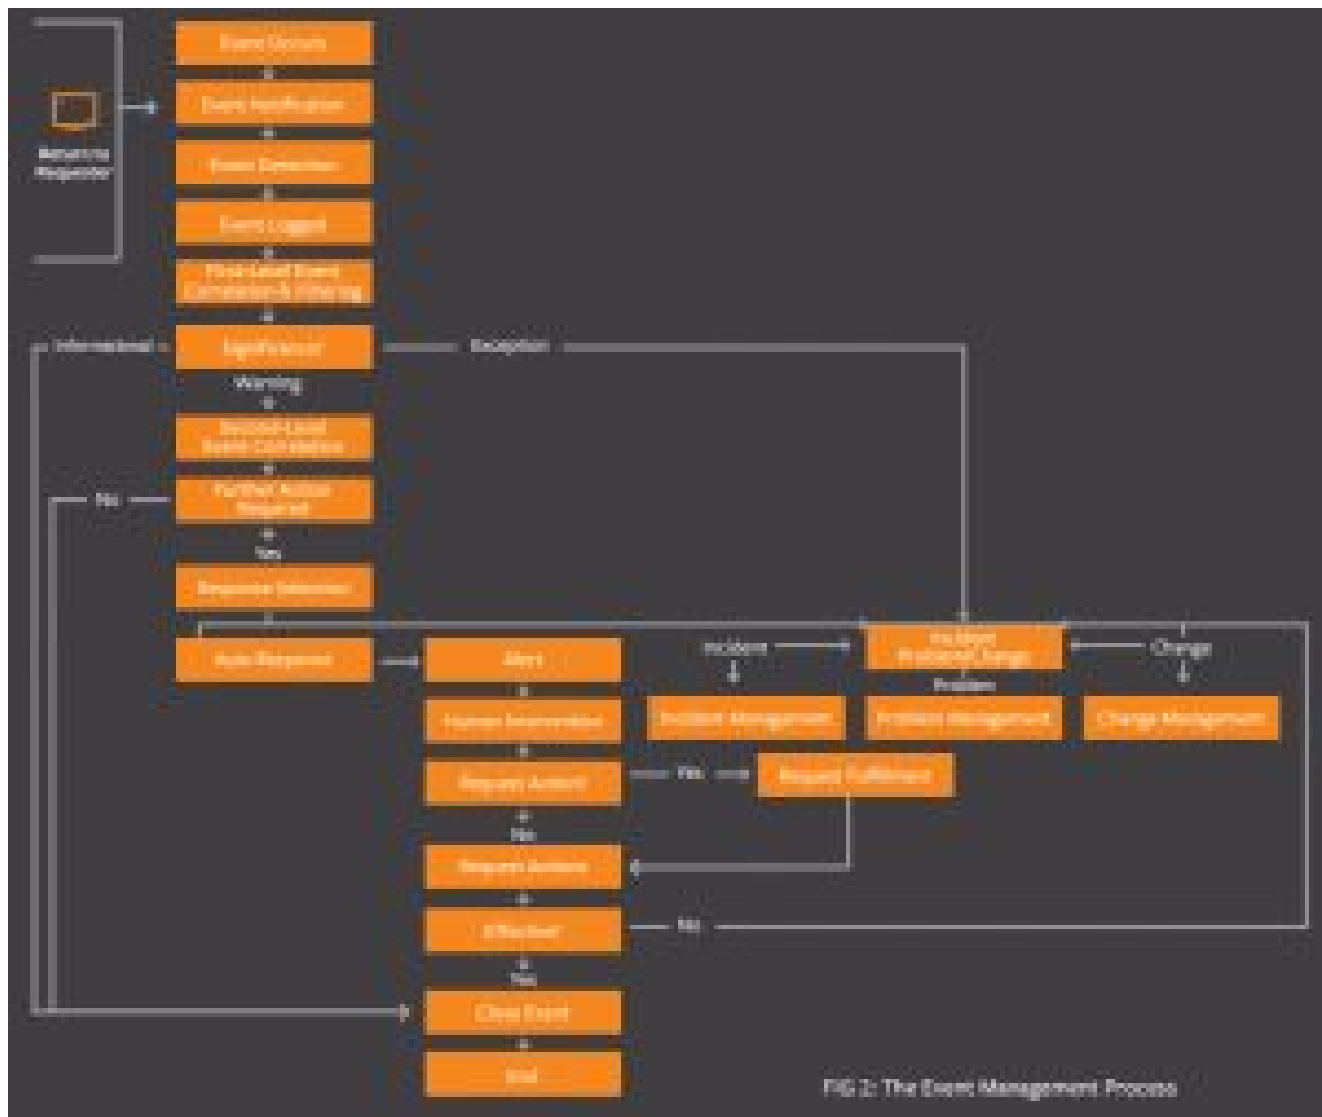 Event Occurs
Event Notification
Return to
Requester
Event Detection
Event Logged
First-Level Event
Correlation & Filtering
Informational
Significance?
Exception
Warning
Second-Level
Event Correlation
No
Further Action
Required?
Yes
Response Selection
Auto Response
Alert
Incident
Incident
Problem/Change
Change
Problem
Human Intervention
Incident Management
Problem Management
Change Management
Request Action?
Yes
Request Fulfillment
No
Effective?
No
Yes
Close Event
End
FIG 2: The Event Management Process